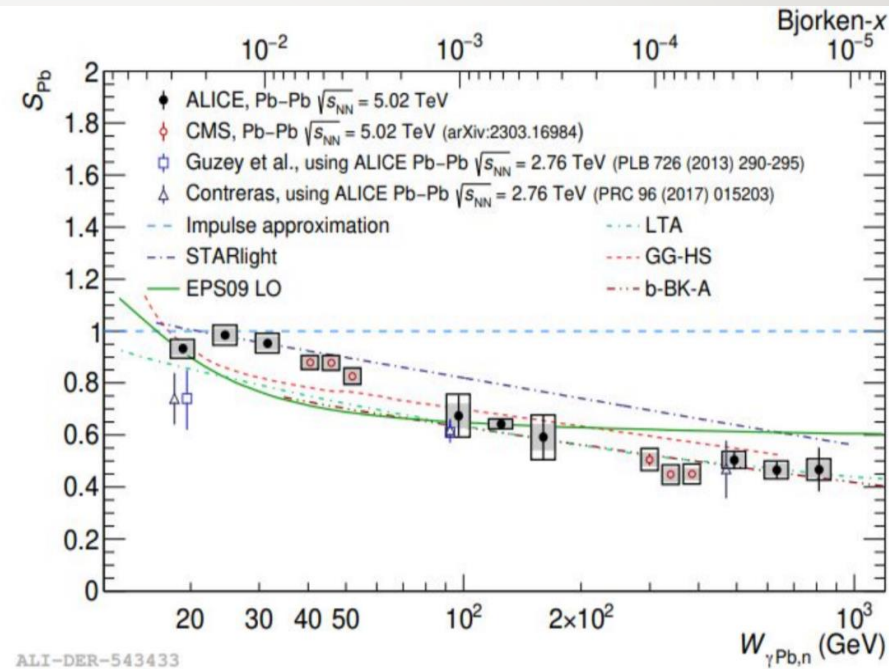 Bjorken-x
10⁻² 10⁻³ 10⁻⁴ 10⁻⁵
S_Pb
2
1.8
1.6
1.4
1.2
1
0.8
0.6
0.4
0.2
0
ALICE, Pb−Pb √s_NN = 5.02 TeV
CMS, Pb−Pb √s_NN = 5.02 TeV (arXiv:2303.16984)
Guzey et al., using ALICE Pb−Pb √s_NN = 2.76 TeV (PLB 726 (2013) 290-295)
Contreras, using ALICE Pb−Pb √s_NN = 2.76 TeV (PRC 96 (2017) 015203)
Impulse approximation LTA
STARlight GG-HS
EPS09 LO b-BK-A
20 30 40 50 10² 2×10² 10³
W_γPb,n (GeV)
ALI-DER-543433